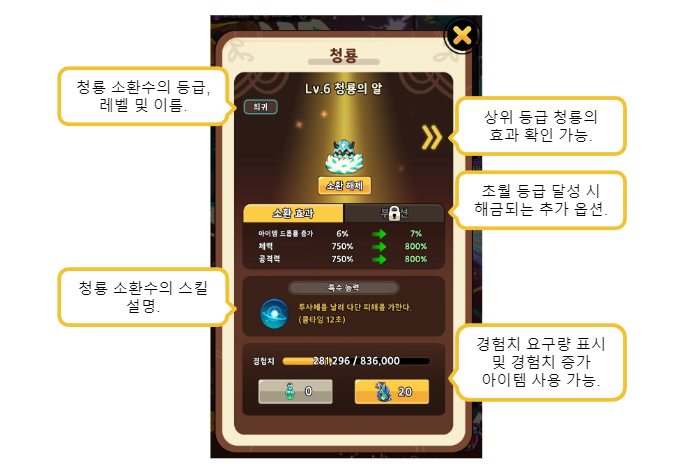 청룡
Lv.6 청룡의 알
희귀
소환 해제
소환 효과
아이템 드롭률 증가 6% 7%
체력 750% 800%
공격력 750% 800%
특수 능력
투사체를 날려 다단 피해를 가한다.
(쿨타임 12초)
경험치 281,296 / 836,000
0 20
청룡 소환수의 등급,
레벨 및 이름.
상위 등급 청룡의
효과 확인 가능.
초월 등급 달성 시
해금되는 추가 옵션.
청룡 소환수의 스킬
설명.
경험치 요구량 표시
및 경험치 증가
아이템 사용 가능.